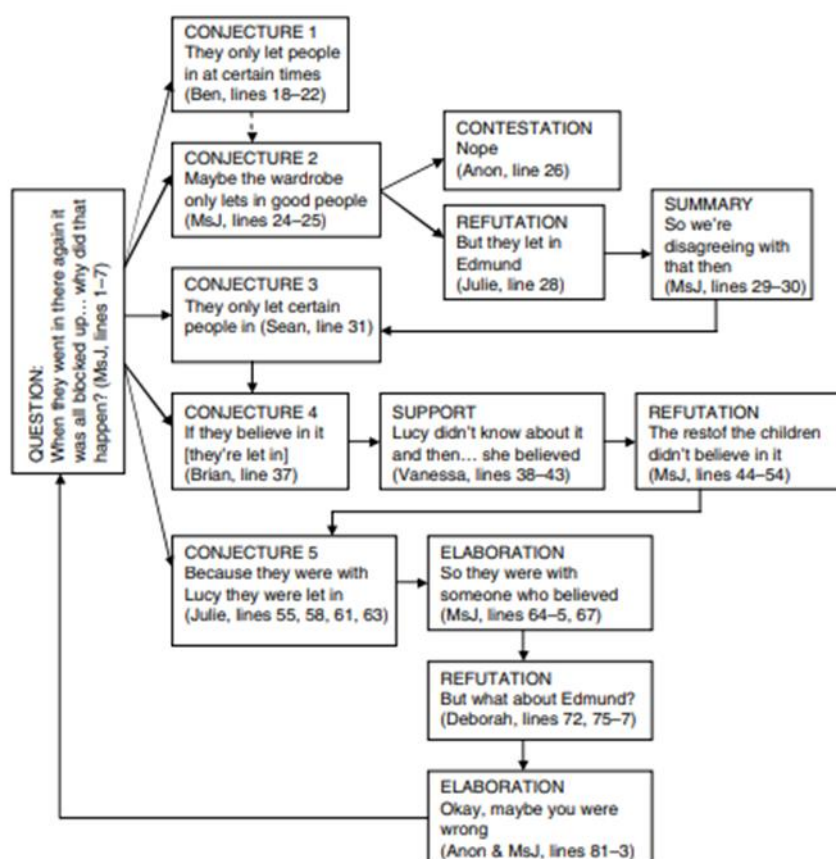 QUESTION:
When they went in there again it
was all blocked up... why did that
happen? (MsJ, lines 1–7)
CONJECTURE 1
They only let people
in at certain times
(Ben, lines 18–22)
CONJECTURE 2
Maybe the wardrobe
only lets in good people
(MsJ, lines 24–25)
CONTESTATION
Nope
(Anon, line 26)
REFUTATION
But they let in
Edmund
(Julie, line 28)
SUMMARY
So we're
disagreeing with
that then
(MsJ, lines 29–30)
CONJECTURE 3
They only let certain
people in (Sean, line 31)
CONJECTURE 4
If they believe in it
[they're let in]
(Brian, line 37)
SUPPORT
Lucy didn't know about it
and then... she believed
(Vanessa, lines 38–43)
REFUTATION
The restof the children
didn't believe in it
(MsJ, lines 44–54)
CONJECTURE 5
Because they were with
Lucy they were let in
(Julie, lines 55, 58, 61, 63)
ELABORATION
So they were with
someone who believed
(MsJ, lines 64–5, 67)
REFUTATION
But what about Edmund?
(Deborah, lines 72, 75–7)
ELABORATION
Okay, maybe you were
wrong
(Anon & MsJ, lines 81–3)